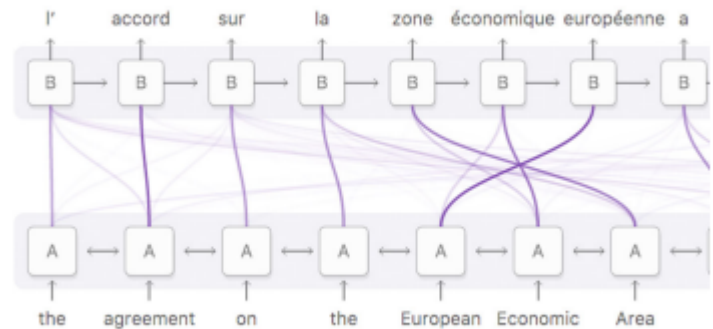 l' accord sur la zone économique européenne a
B B B B B B B B
A A A A A A A
the agreement on the European Economic Area